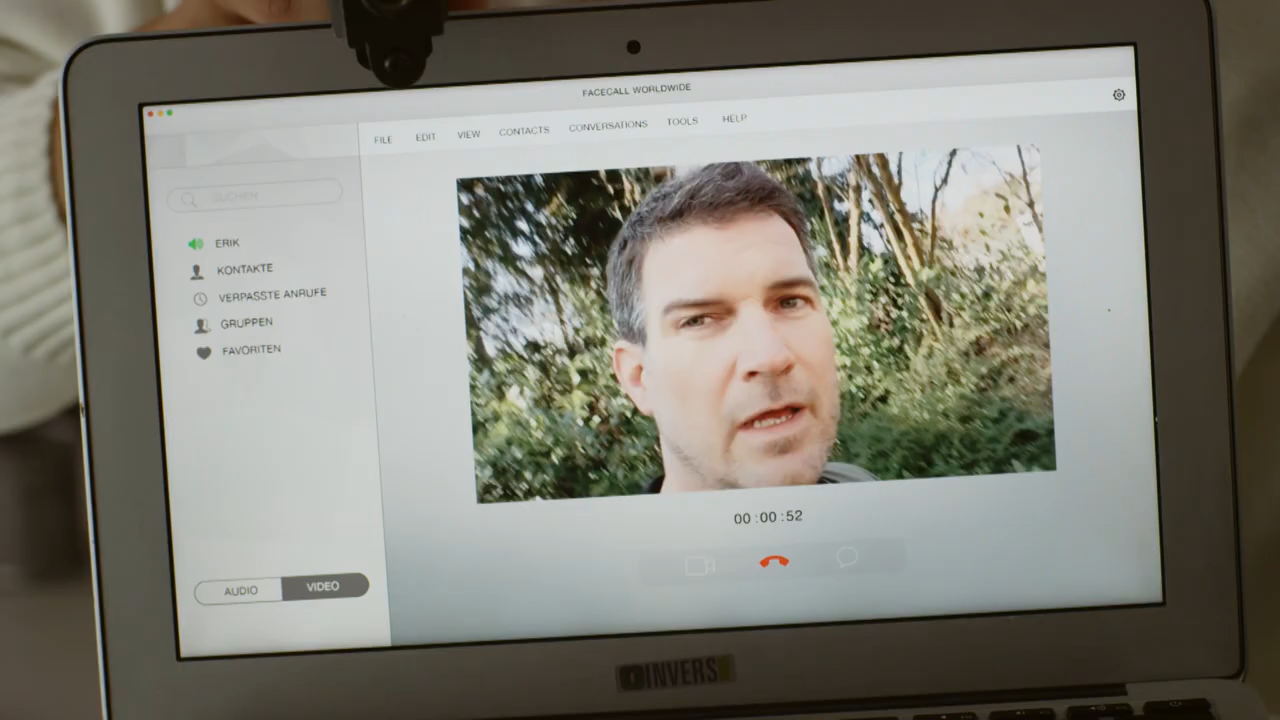 FACECALL WORLDWIDE
FILE EDIT VIEW CONTACTS CONVERSATIONS TOOLS HELP
SUCHEN
ERIK
KONTAKTE
VERPASSTE ANRUFE
GRUPPEN
FAVORITEN
00:00:52
AUDIO VIDEO
INVERS